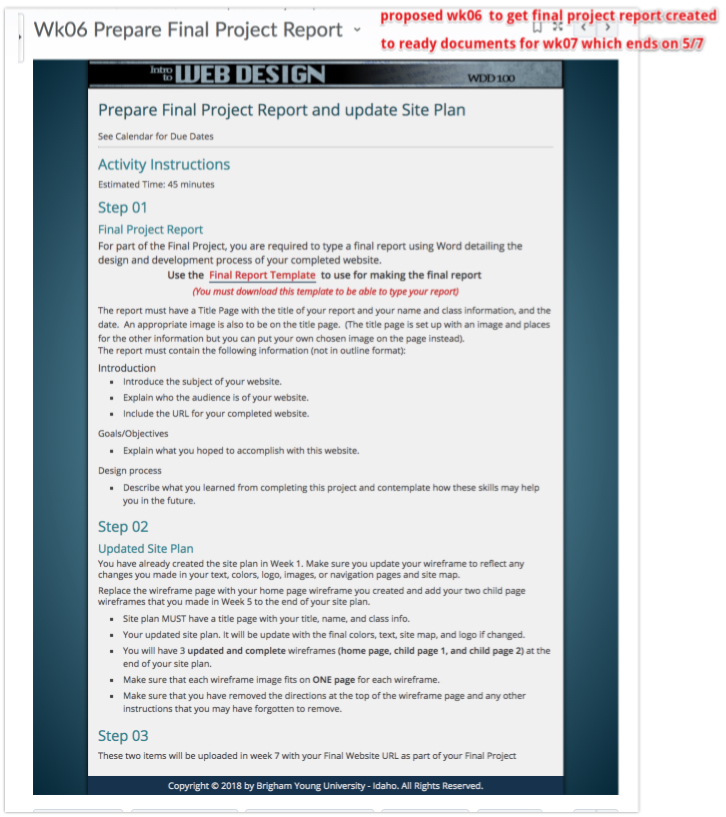 proposed wk06 to get final project report created
Wk06 Prepare Final Project Report
to ready documents for wk07 which ends on 5/7
Intro to WEB DESIGN
WDD100
Prepare Final Project Report and update Site Plan
See Calendar for Due Dates
Activity Instructions
Estimated Time: 45 minutes
Step 01
Final Project Report
For part of the Final Project, you are required to type a final report using Word detailing the
design and development process of your completed website.
Use the Final Report Template to use for making the final report
(You must download this template to be able to type your report)
The report must have a Title Page with the title of your report and your name and class information, and the
date. An appropriate image is also to be on the title page. (The title page is set up with an image and places
for the other information but you can put your own chosen image on the page instead).
The report must contain the following information (not in outline format):
Introduction
▪ Introduce the subject of your website.
▪ Explain who the audience is of your website.
▪ Include the URL for your completed website.
Goals/Objectives
▪ Explain what you hoped to accomplish with this website.
Design process
▪ Describe what you learned from completing this project and contemplate how these skills may help
you in the future.
Step 02
Updated Site Plan
You have already created the site plan in Week 1. Make sure you update your wireframe to reflect any
changes you made in your text, colors, logo, images, or navigation pages and site map.
Replace the wireframe page with your home page wireframe you created and add your two child page
wireframes that you made in Week 5 to the end of your site plan.
▪ Site plan MUST have a title page with your title, name, and class info.
▪ Your updated site plan. It will be update with the final colors, text, site map, and logo if changed.
▪ You will have 3 updated and complete wireframes (home page, child page 1, and child page 2) at the
end of your site plan.
▪ Make sure that each wireframe image fits on ONE page for each wireframe.
▪ Make sure that you have removed the directions at the top of the wireframe page and any other
instructions that you may have forgotten to remove.
Step 03
These two items will be uploaded in week 7 with your Final Website URL as part of your Final Project
Copyright © 2018 by Brigham Young University - Idaho. All Rights Reserved.